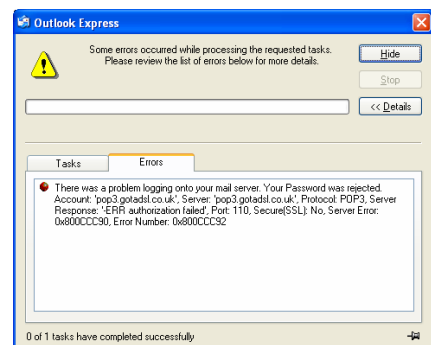 Outlook Express
Some errors occurred while processing the requested tasks.
Please review the list of errors below for more details.
Hide
Stop
<< Details
Tasks
Errors
There was a problem logging onto your mail server. Your Password was rejected.
Account: 'pop3.gotadsl.co.uk', Server: 'pop3.gotadsl.co.uk', Protocol: POP3, Server
Response: '-ERR authorization failed', Port: 110, Secure(SSL): No, Server Error:
0x800CCC90, Error Number: 0x800CCC92
0 of 1 tasks have completed successfully